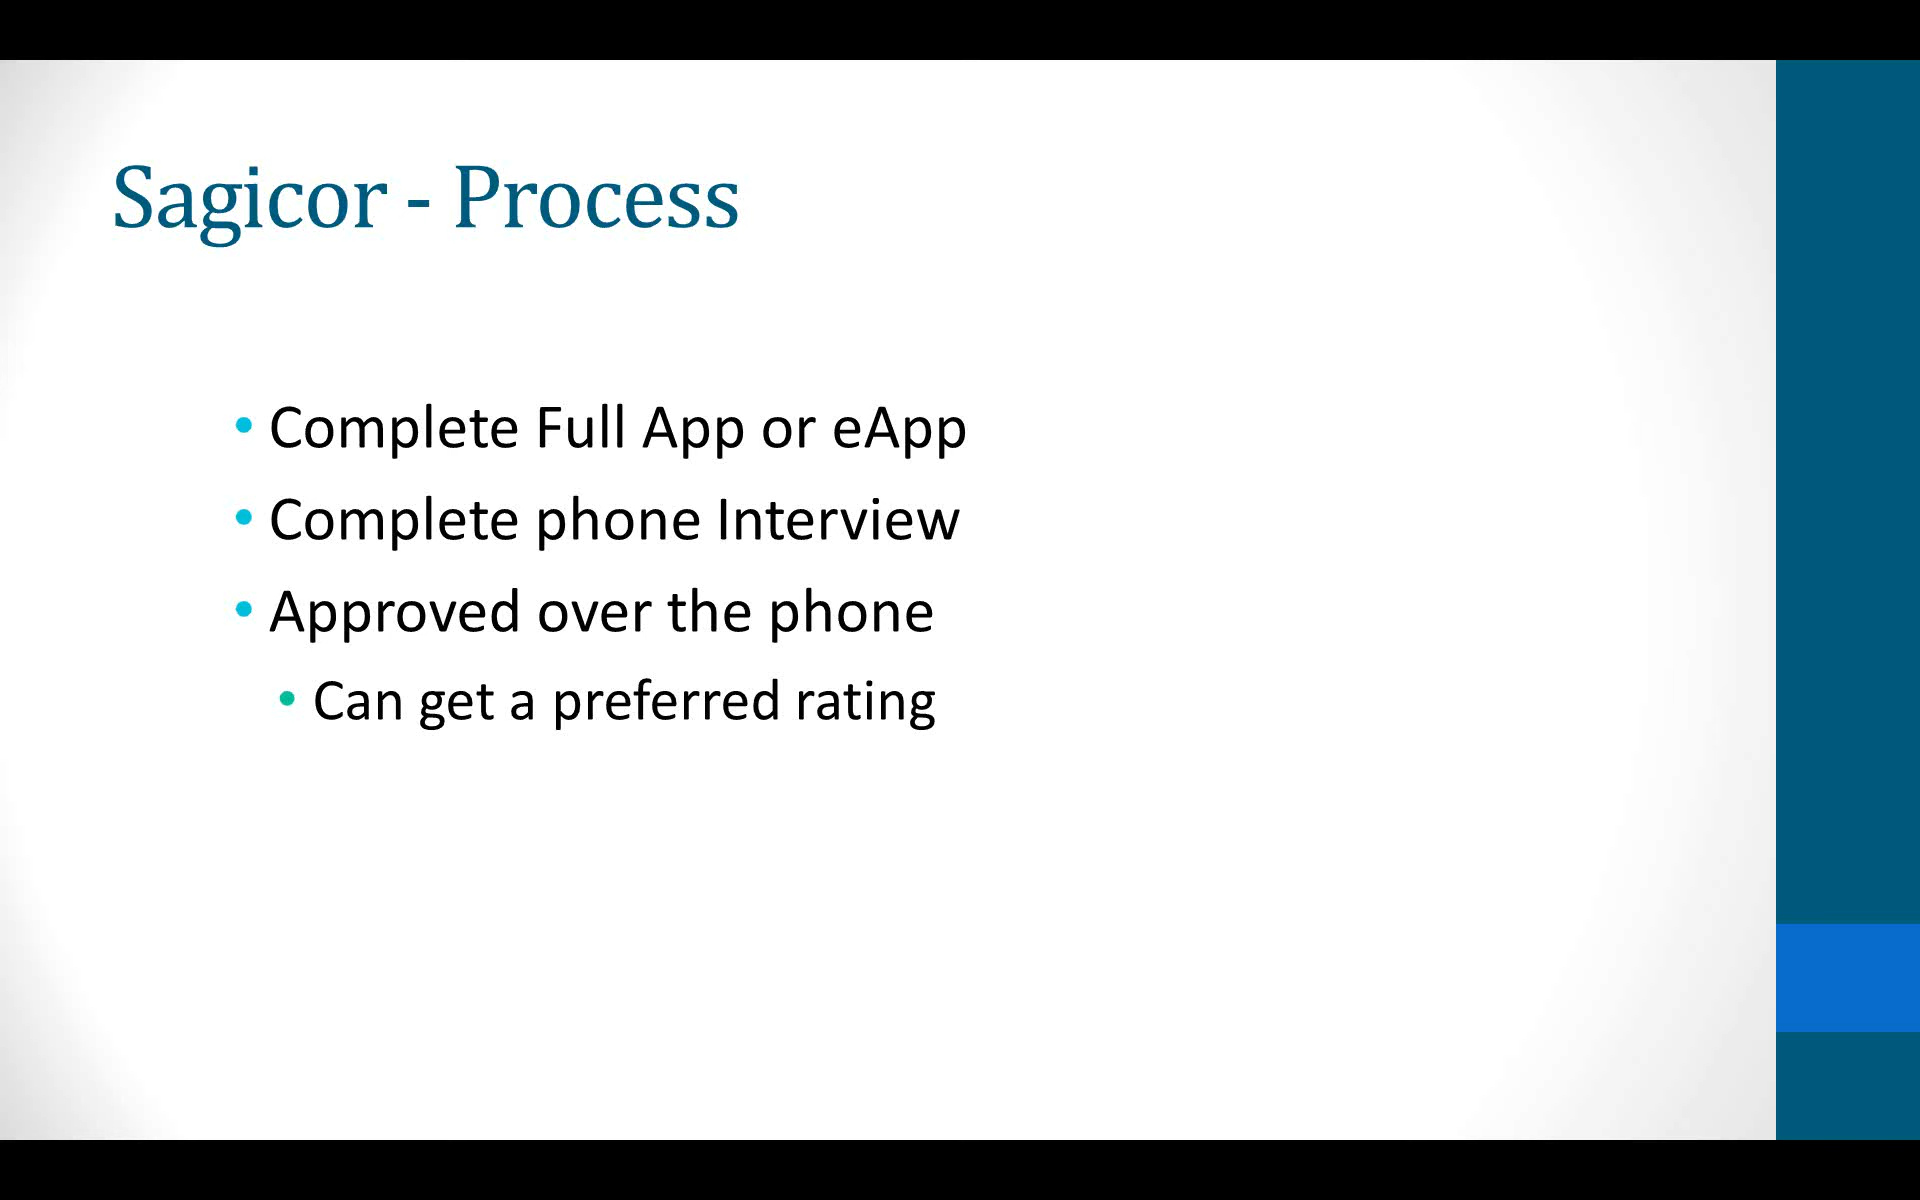 Sagicor - Process
• Complete Full App or eApp
• Complete phone Interview
• Approved over the phone
• Can get a preferred rating